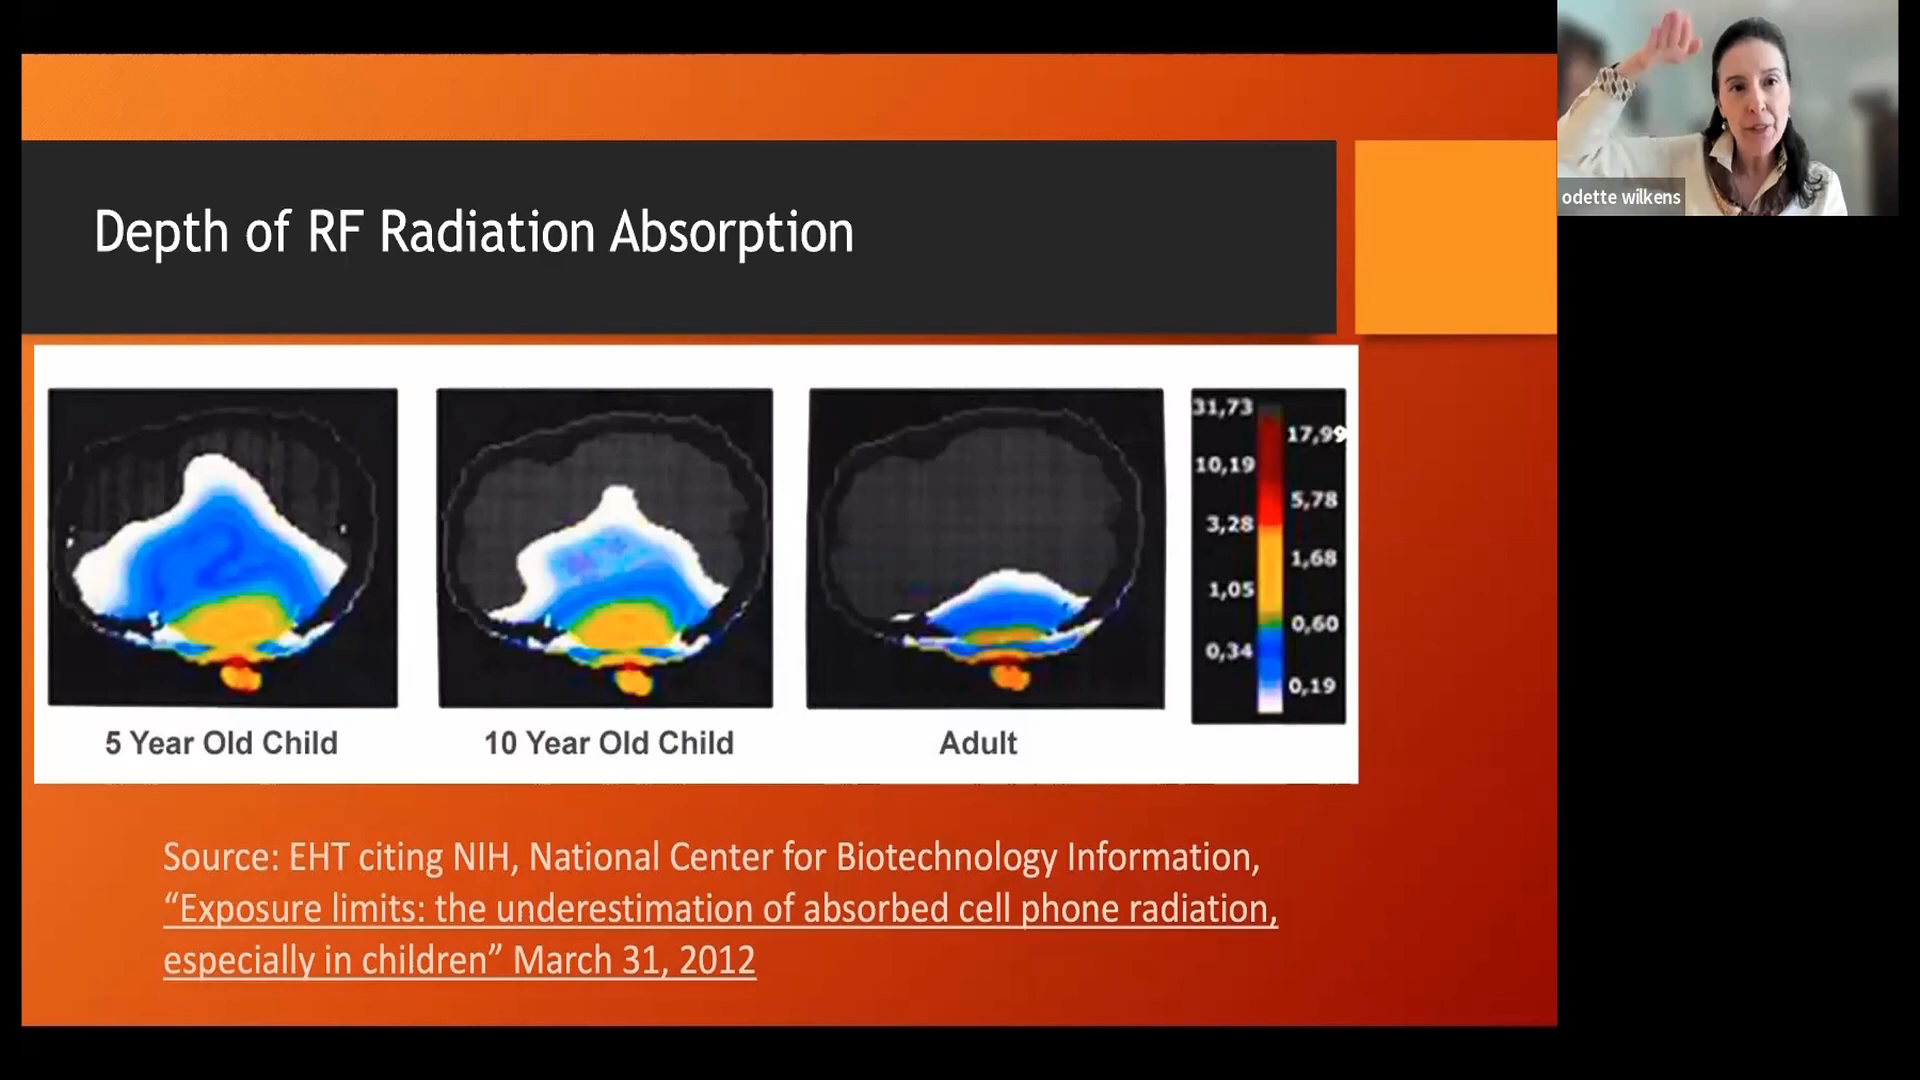 odette wilkens
Depth of RF Radiation Absorption
31,73
17,99
10,19
5,78
3,28
1,68
1,05
0,60
0,34
0,19
5 Year Old Child
10 Year Old Child
Adult
Source: EHT citing NIH, National Center for Biotechnology Information,
“Exposure limits: the underestimation of absorbed cell phone radiation,
especially in children” March 31, 2012